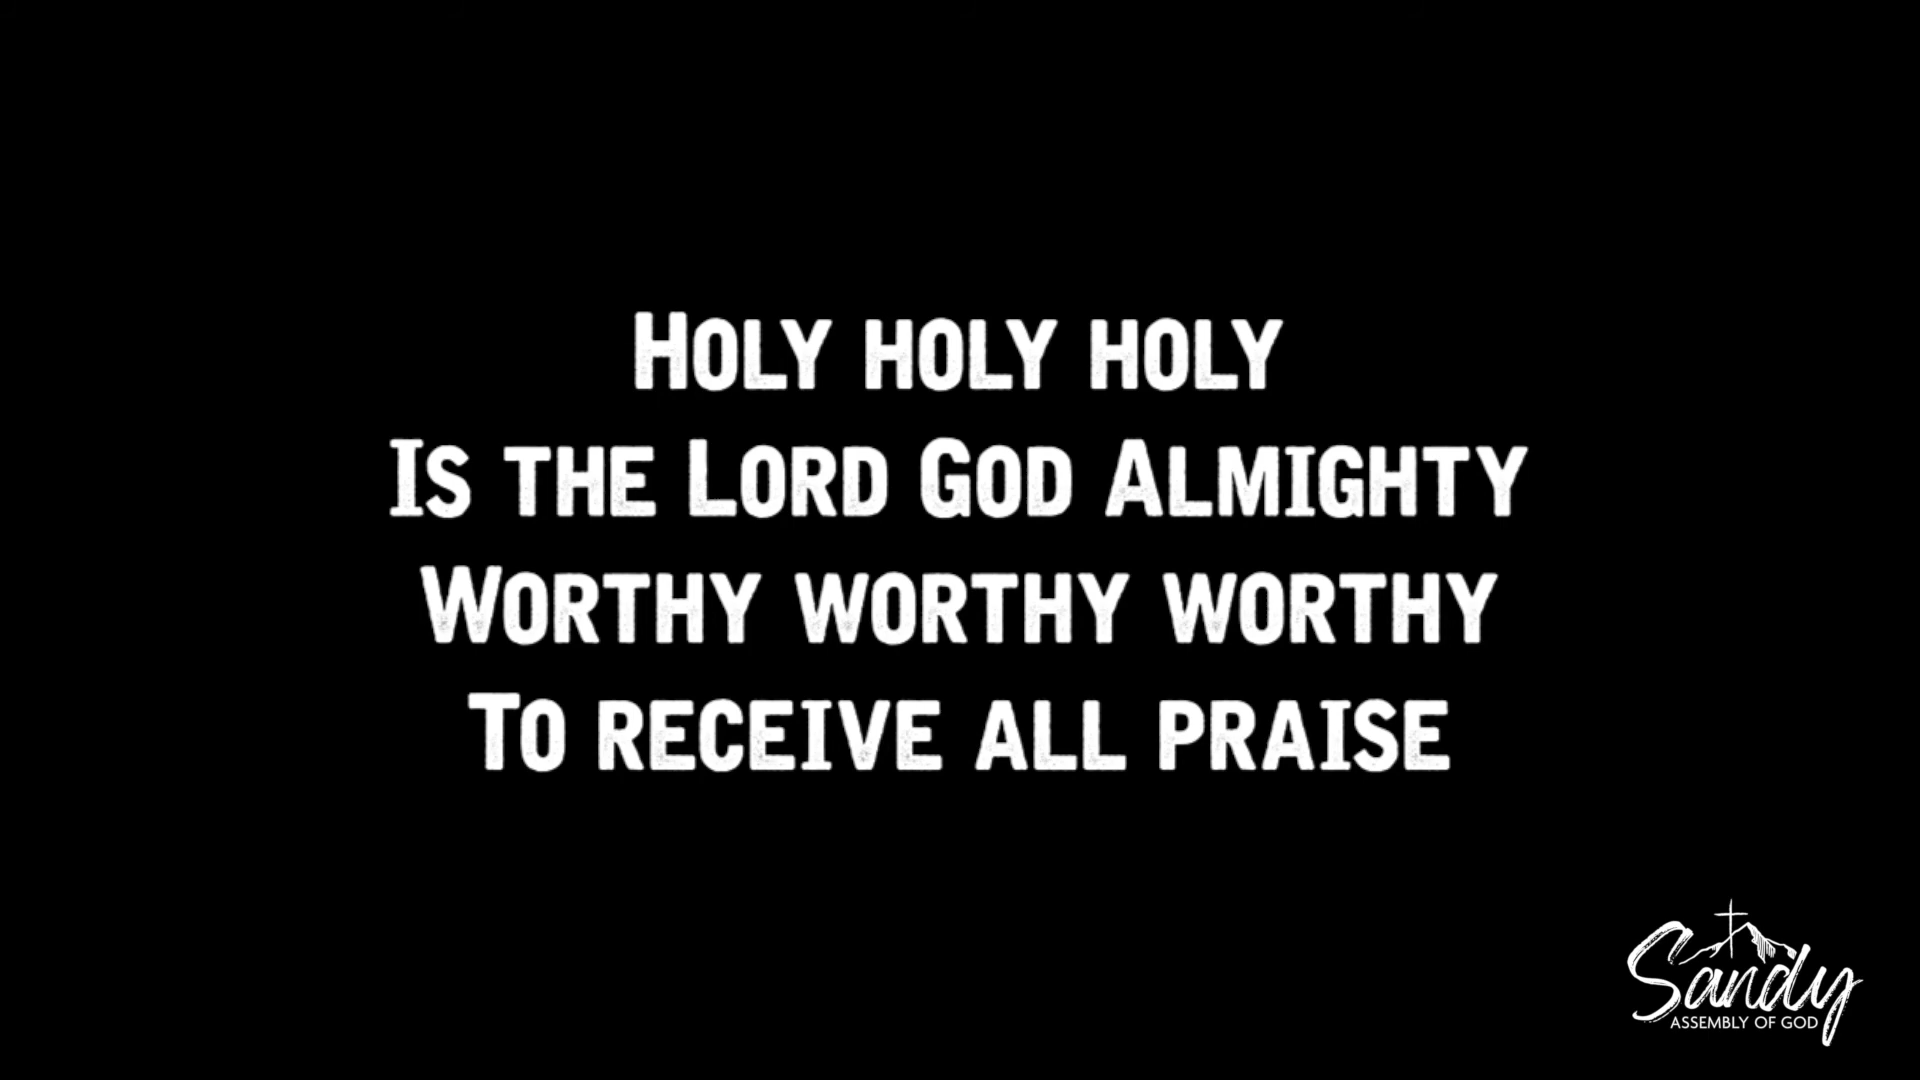 Holy holy holy
Is the Lord God Almighty
Worthy worthy worthy
To receive all praise
Sandy
ASSEMBLY OF GOD